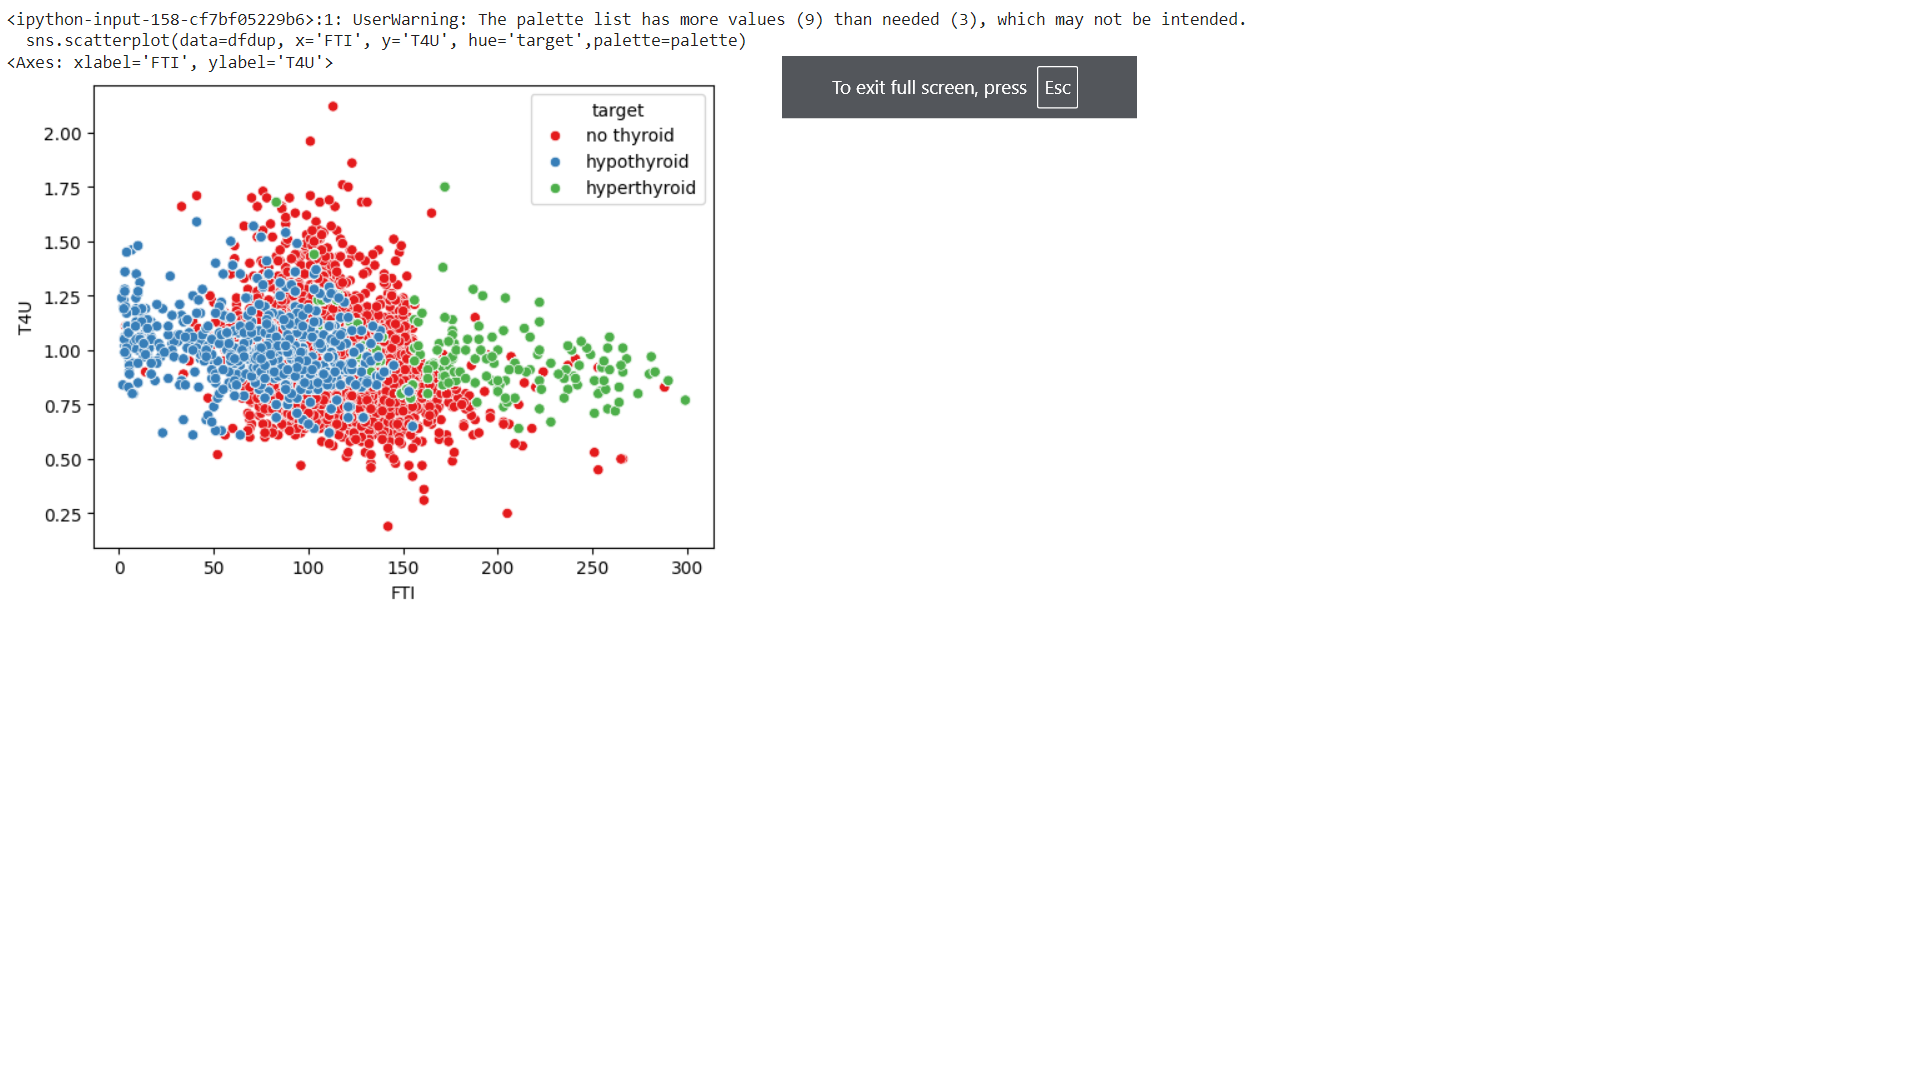 <ipython-input-158-cf7bf05229b6>:1: UserWarning: The palette list has more values (9) than needed (3), which may not be intended.
sns.scatterplot(data=dfdup, x='FTI', y='T4U', hue='target',palette=palette)
<Axes: xlabel='FTI', ylabel='T4U'>
To exit full screen, press Esc
target
no thyroid
hypothyroid
hyperthyroid
2.00
1.75
1.50
1.25
1.00
0.75
0.50
0.25
T4U
0 50 100 150 200 250 300
FTI